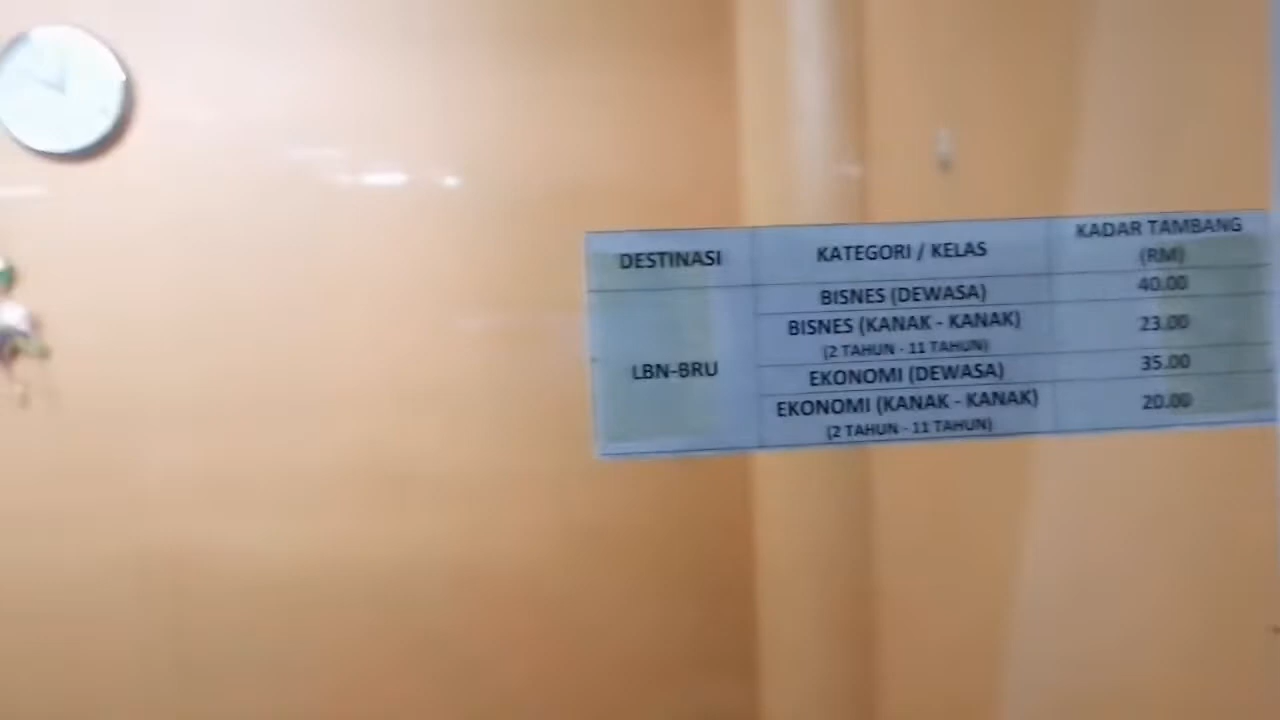 DESTINASI KATEGORI / KELAS KADAR TAMBANG
(RM)
BISNES (DEWASA) 40.00
BISNES (KANAK - KANAK) 23.00
(2 TAHUN - 11 TAHUN)
LBN-BRU
EKONOMI (DEWASA) 35.00
EKONOMI (KANAK - KANAK) 20.00
(2 TAHUN - 11 TAHUN)